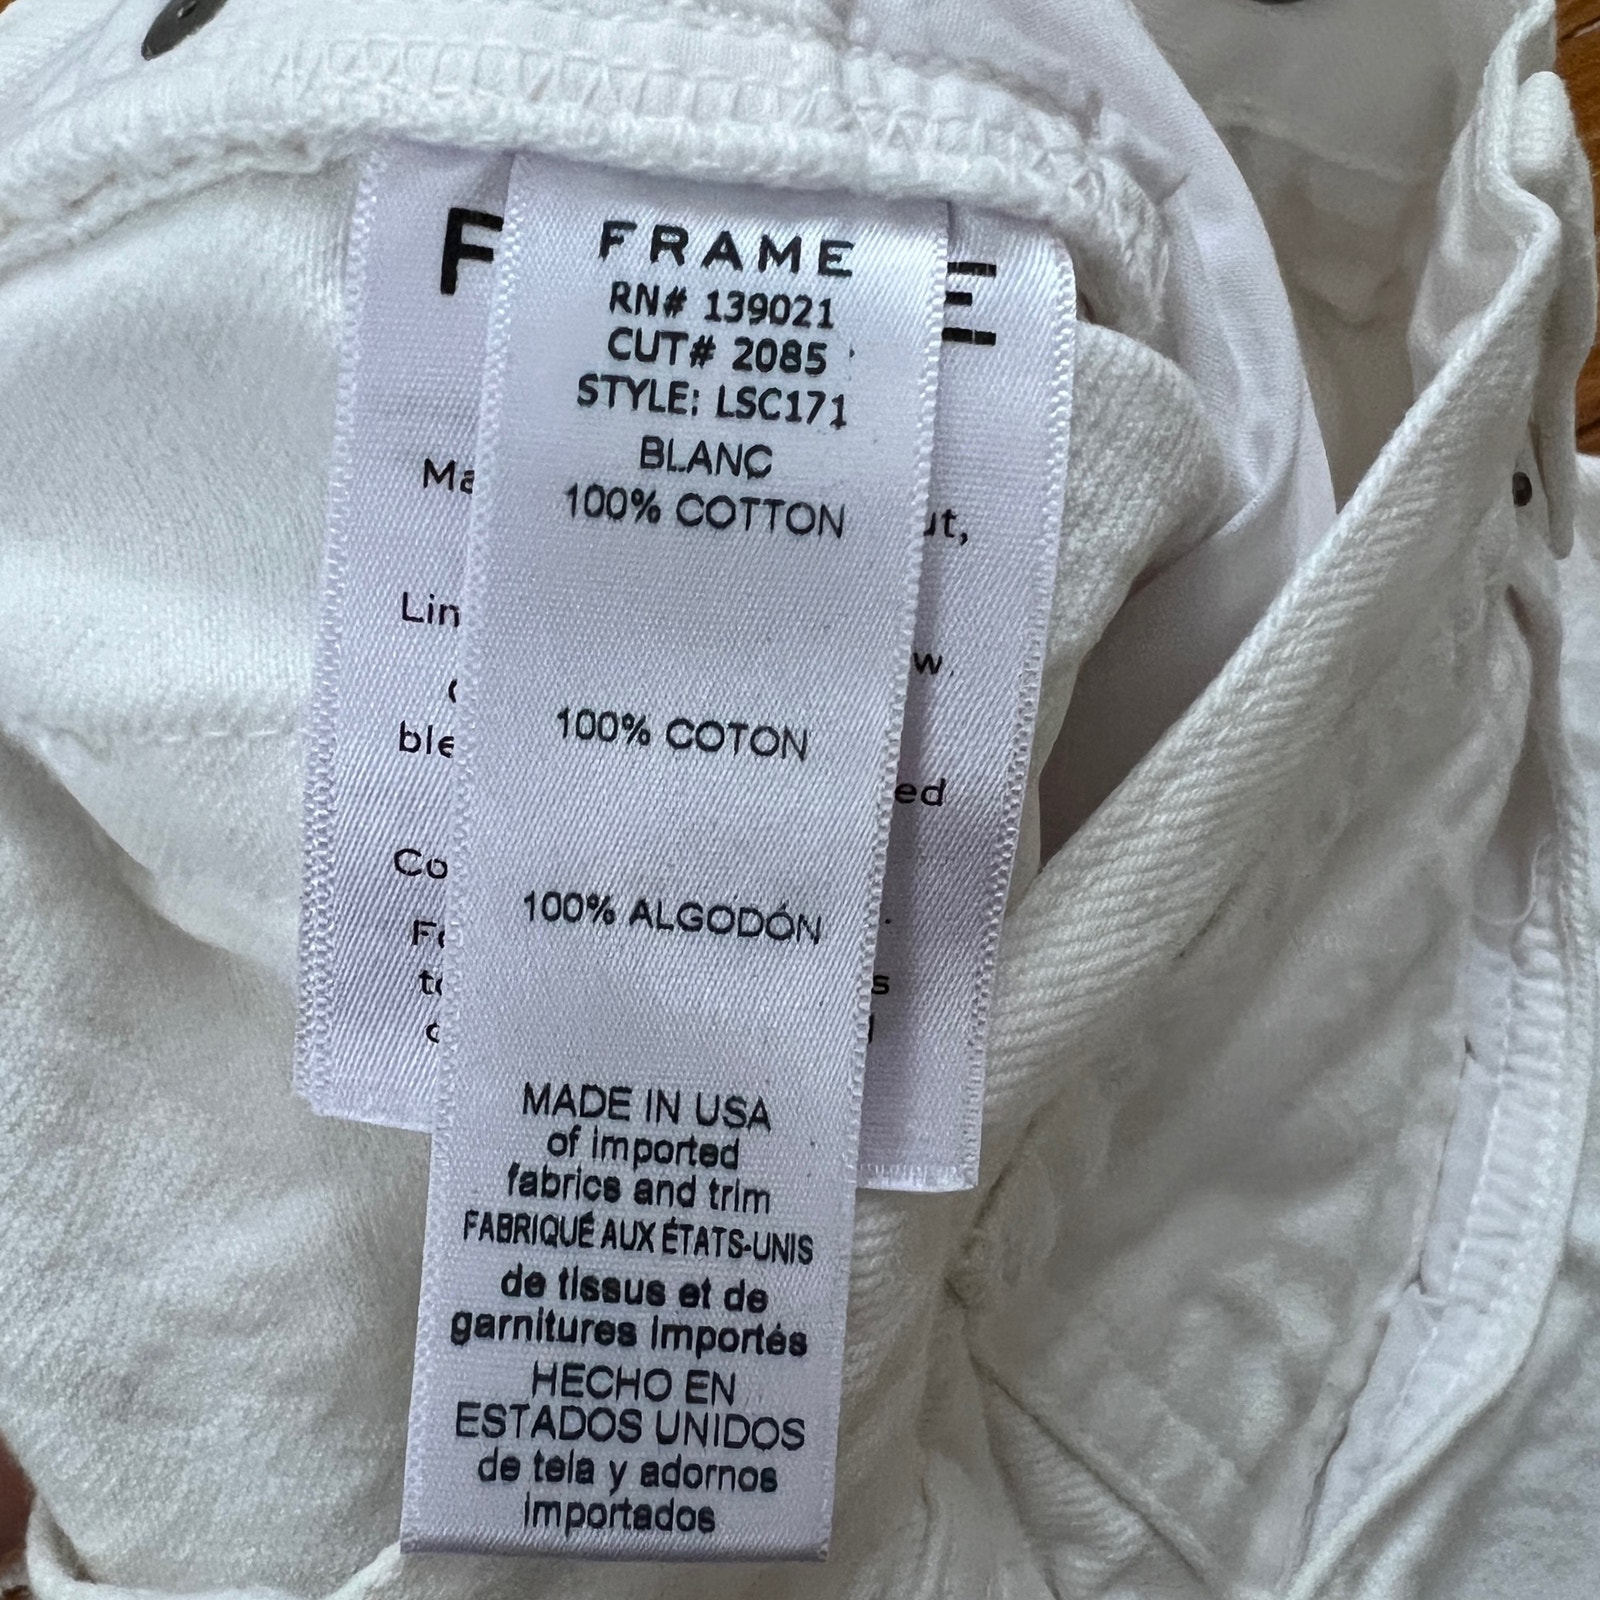 FRAME
RN# 139021
CUT# 2085
STYLE: LSC171
BLANC
100% COTTON
100% COTON
100% ALGODÓN
MADE IN USA
of imported
fabrics and trim
FABRIQUÉ AUX ÉTATS-UNIS
de tissus et de
garnitures importés
HECHO EN
ESTADOS UNIDOS
de tela y adornos
importados